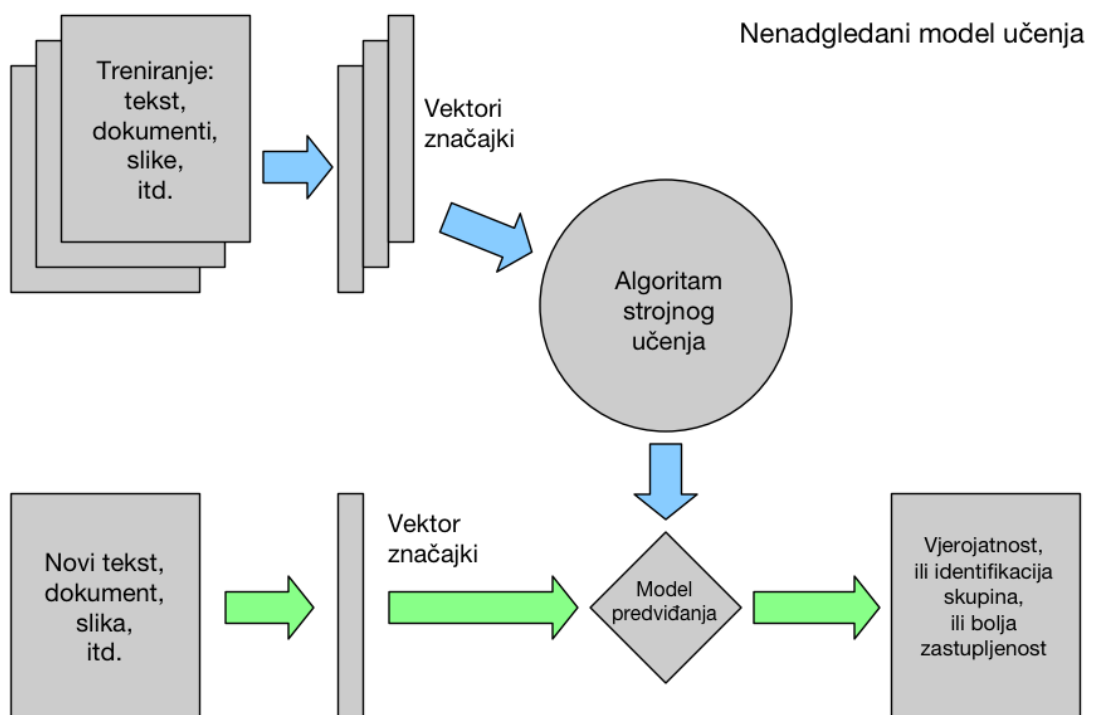 Nenadgledani model učenja
Treniranje:
tekst,
dokumenti,
slike,
itd.
Vektori
značajki
Algoritam
strojnog
učenja
Novi tekst,
dokument,
slika,
itd.
Vektor
značajki
Model
predviđanja
Vjerojatnost,
ili identifikacija
skupina,
ili bolja
zastupljenost